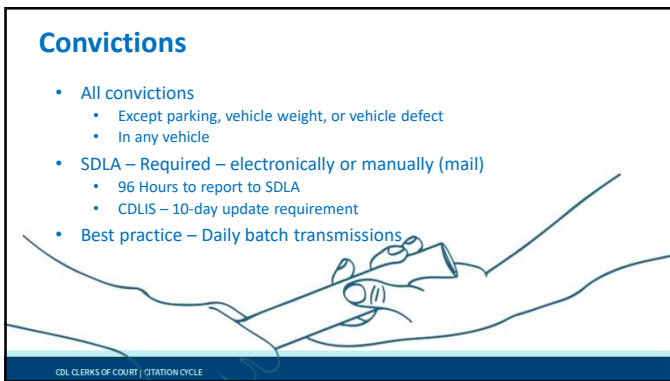 Convictions
• All convictions
• Except parking, vehicle weight, or vehicle defect
• In any vehicle
• SDLA – Required – electronically or manually (mail)
• 96 Hours to report to SDLA
• CDLIS – 10-day update requirement
• Best practice – Daily batch transmissions
CDL CLERKS OF COURT | CITATION CYCLE